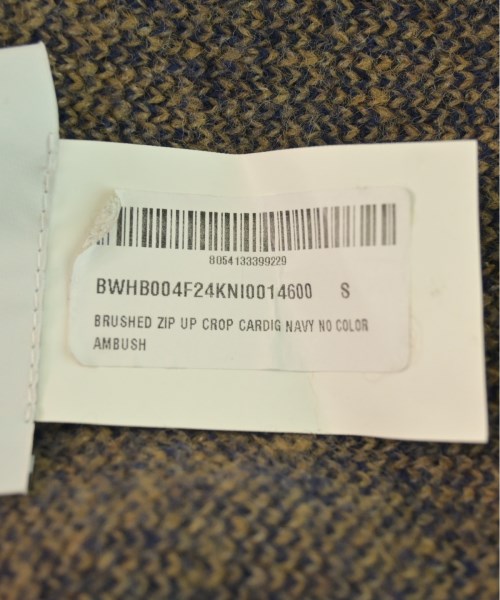 8054133399229
BWHB004F24KNI0014600 S
BRUSHED ZIP UP CROP CARDIG NAVY NO COLOR
AMBUSH